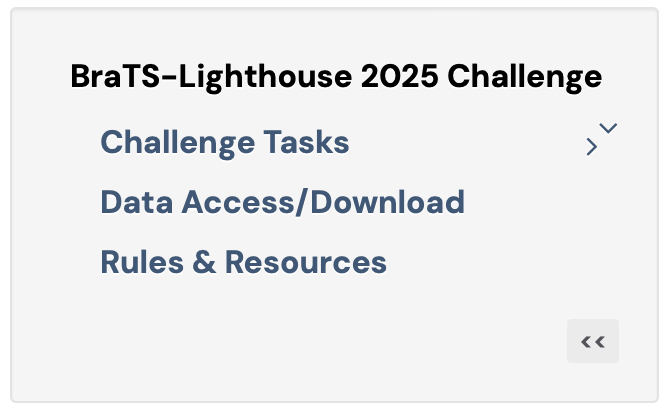 BraTS-Lighthouse 2025 Challenge
Challenge Tasks
Data Access/Download
Rules & Resources
<<